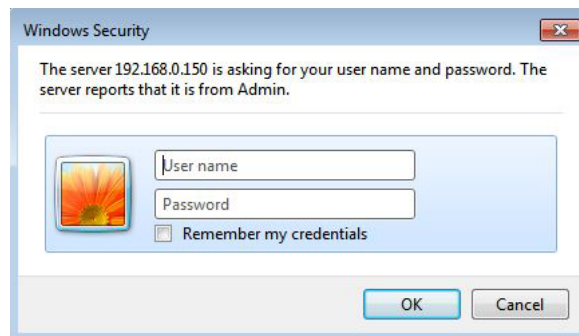 Windows Security
The server 192.168.0.150 is asking for your user name and password. The
server reports that it is from Admin.
User name
Password
Remember my credentials
OK Cancel